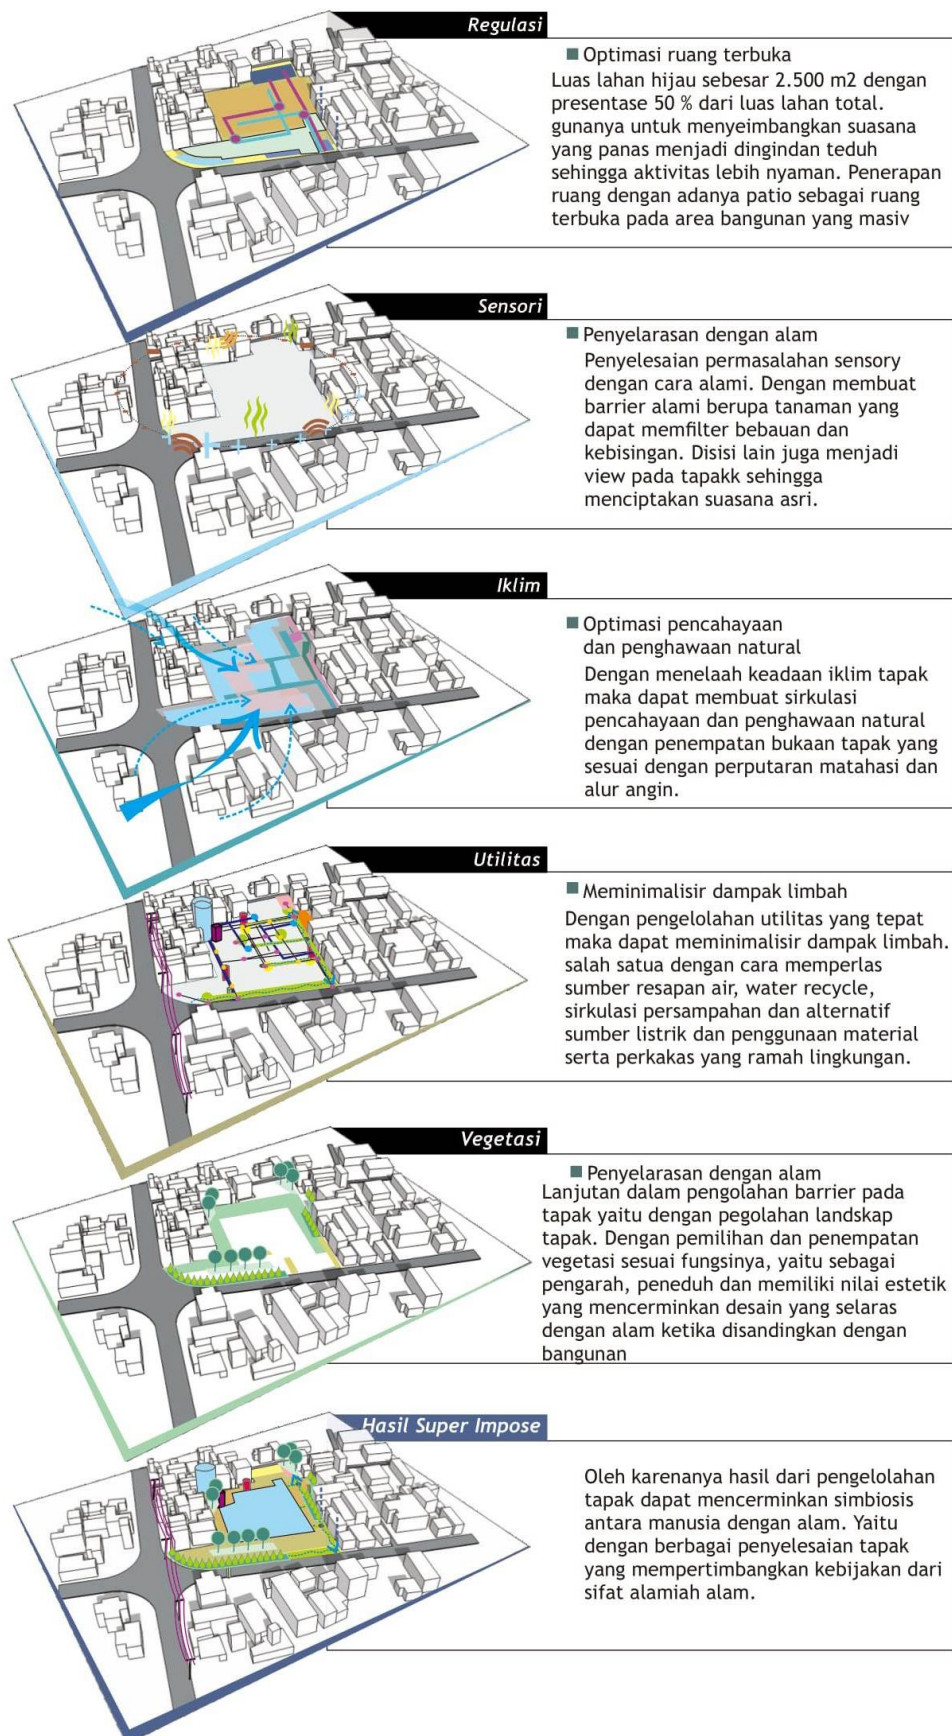 Regulasi
■ Optimasi ruang terbuka
Luas lahan hijau sebesar 2.500 m2 dengan
presentase 50 % dari luas lahan total.
gunanya untuk menyeimbangkan suasana
yang panas menjadi dingindan teduh
sehingga aktivitas lebih nyaman. Penerapan
ruang dengan adanya patio sebagai ruang
terbuka pada area bangunan yang masiv
Sensori
■ Penyelarasan dengan alam
Penyelesaian permasalahan sensory
dengan cara alami. Dengan membuat
barrier alami berupa tanaman yang
dapat memfilter bebauan dan
kebisingan. Disisi lain juga menjadi
view pada tapakk sehingga
menciptakan suasana asri.
Iklim
■ Optimasi pencahayaan
dan penghawaan natural
Dengan menelaah keadaan iklim tapak
maka dapat membuat sirkulasi
pencahayaan dan penghawaan natural
dengan penempatan bukaan tapak yang
sesuai dengan perputaran matahasi dan
alur angin.
Utilitas
■ Meminimalisir dampak limbah
Dengan pengelolahan utilitas yang tepat
maka dapat meminimalisir dampak limbah.
salah satua dengan cara memperlas
sumber resapan air, water recycle,
sirkulasi persampahan dan alternatif
sumber listrik dan penggunaan material
serta perkakas yang ramah lingkungan.
Vegetasi
■ Penyelarasan dengan alam
Lanjutan dalam pengolahan barrier pada
tapak yaitu dengan pegolahan landskap
tapak. Dengan pemilihan dan penempatan
vegetasi sesuai fungsinya, yaitu sebagai
pengarah, peneduh dan memiliki nilai estetik
yang mencerminkan desain yang selaras
dengan alam ketika disandingkan dengan
bangunan
Hasil Super Impose
Oleh karenanya hasil dari pengelolahan
tapak dapat mencerminkan simbiosis
antara manusia dengan alam. Yaitu
dengan berbagai penyelesaian tapak
yang mempertimbangkan kebijakan dari
sifat alamiah alam.